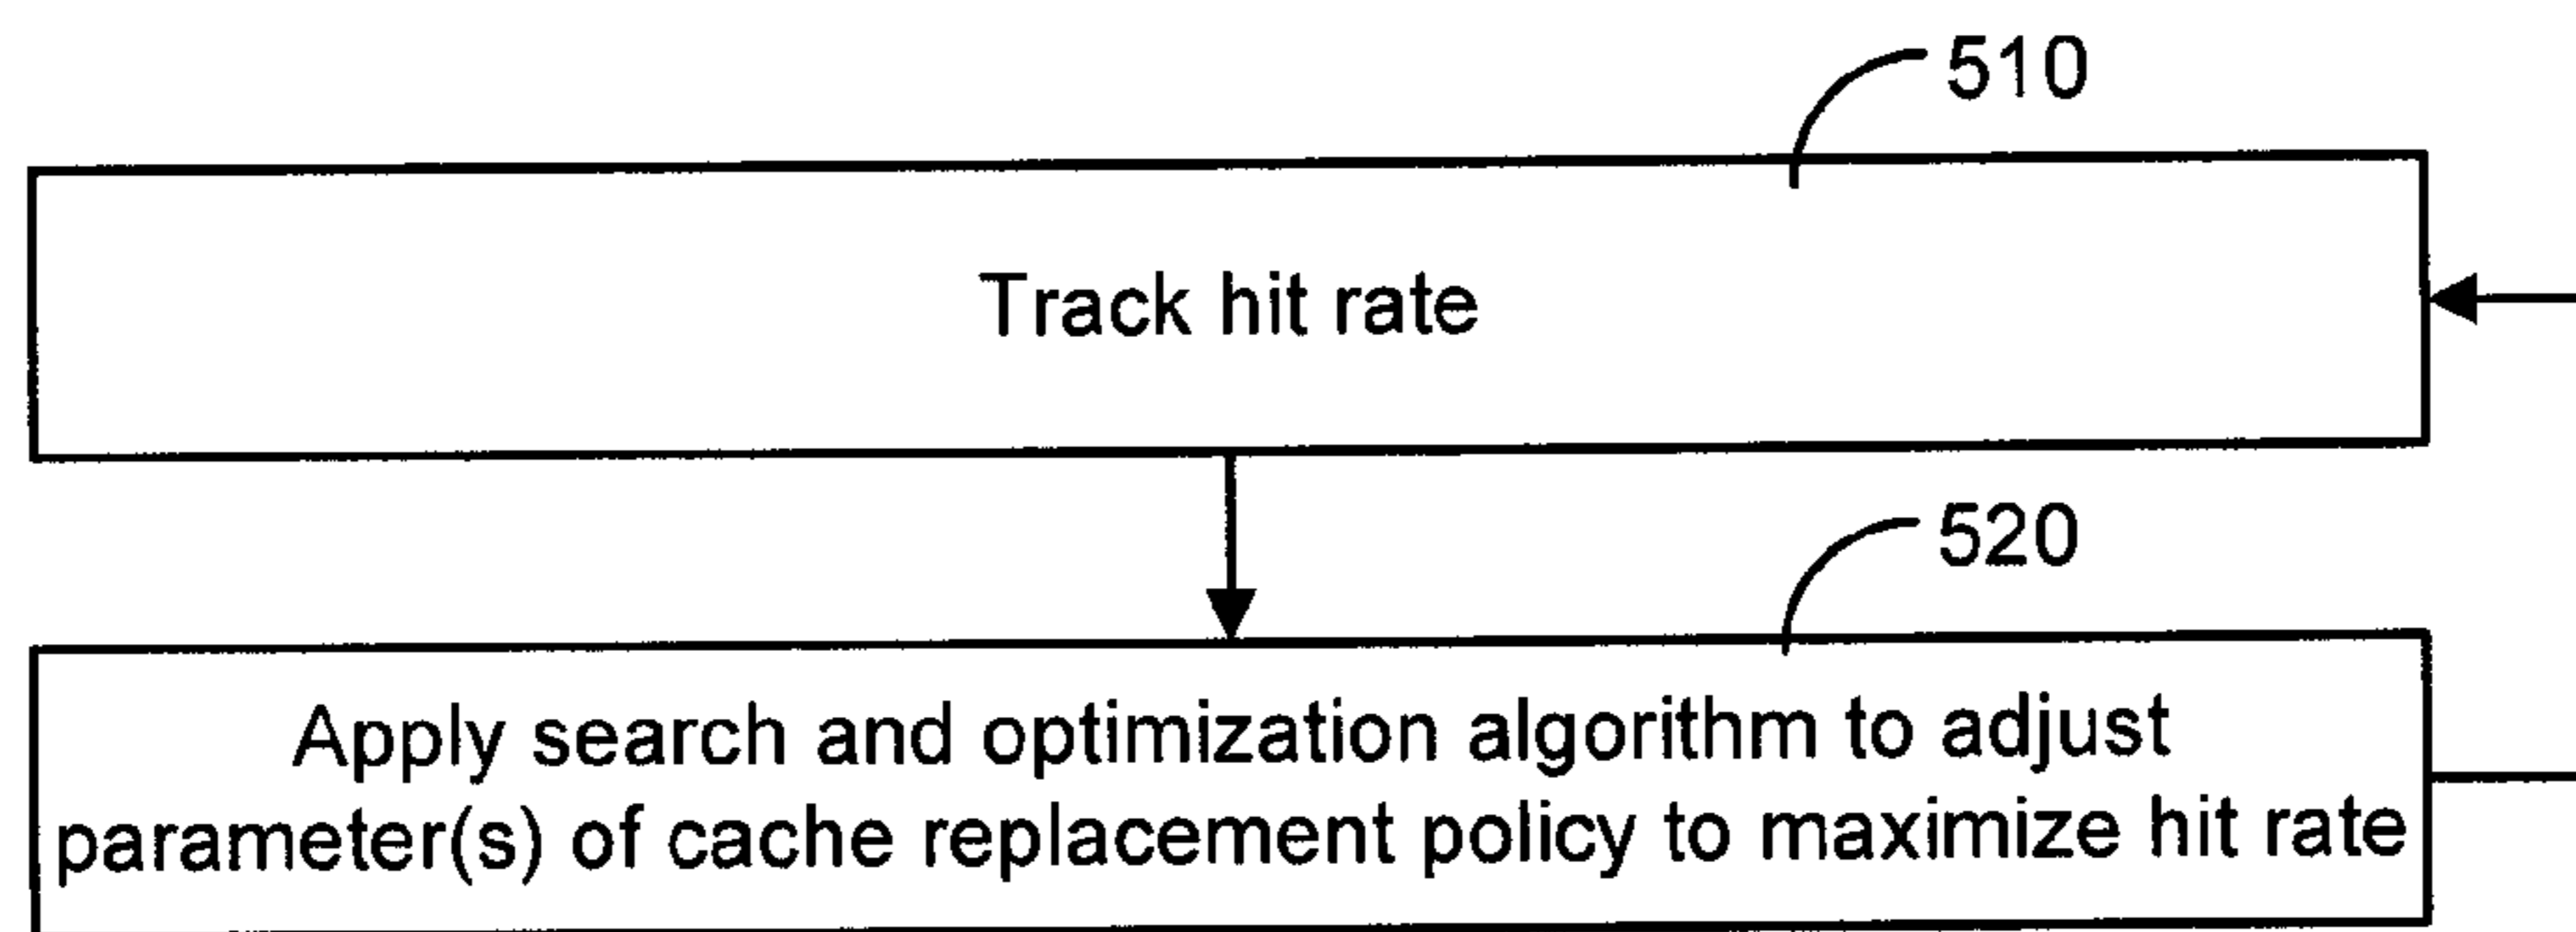 510
Track hit rate
520
Apply search and optimization algorithm to adjust
parameter(s) of cache replacement policy to maximize hit rate